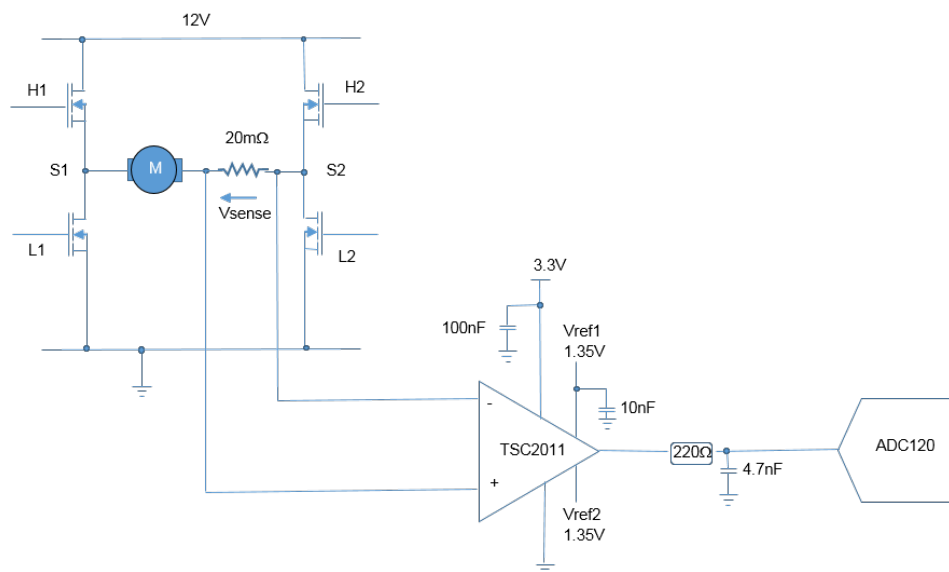 12V
H1
H2
20mΩ
S1
M
S2
Vsense
L1
L2
3.3V
100nF
Vref1
1.35V
10nF
-
TSC2011
+
220Ω
4.7nF
ADC120
Vref2
1.35V